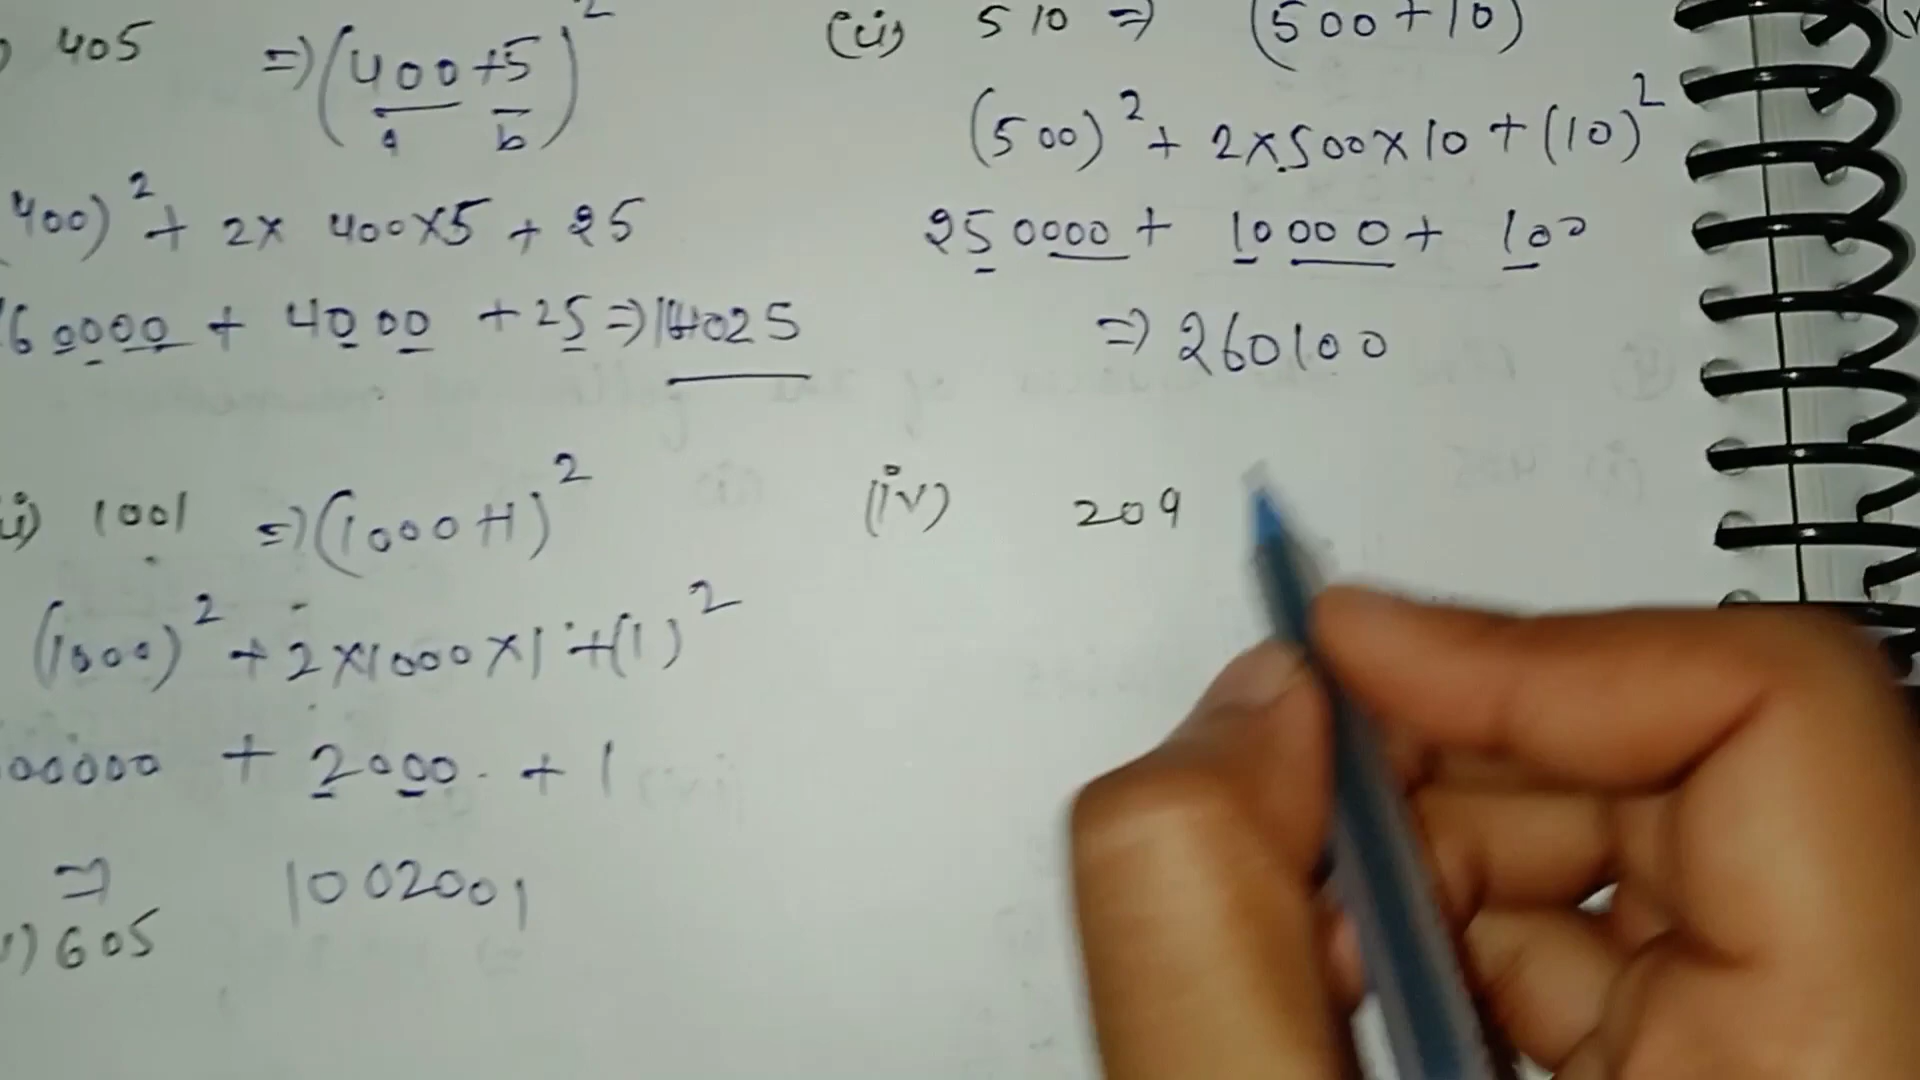 ) 405 ⇒ (400+5)²
a b
400)² + 2× 400×5 + 25
60000 + 4000 + 25 ⇒ 164025
(ii) 510 ⇒ (500+10)
(500)² + 2×500×10 + (10)²
250000 + 10000 + 100
⇒ 260100
i) 1001 ⇒ (1000+1)²
(1000)² + 2×1000×1 + (1)²
00000 + 2000 + 1
⇒ 1002001
(iv) 209
) 605